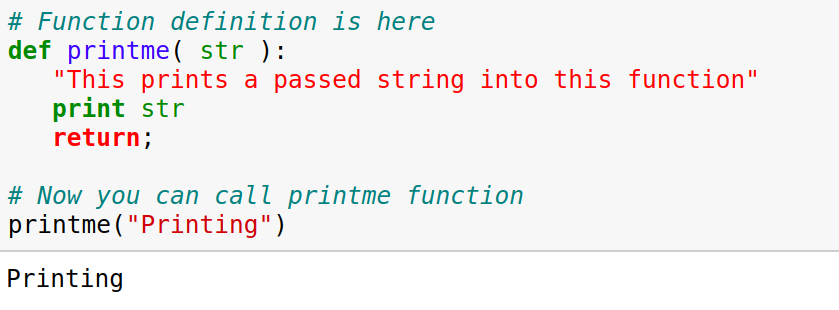 # Function definition is here
def printme( str ):
   "This prints a passed string into this function"
   print str
   return;

# Now you can call printme function
printme("Printing")
Printing